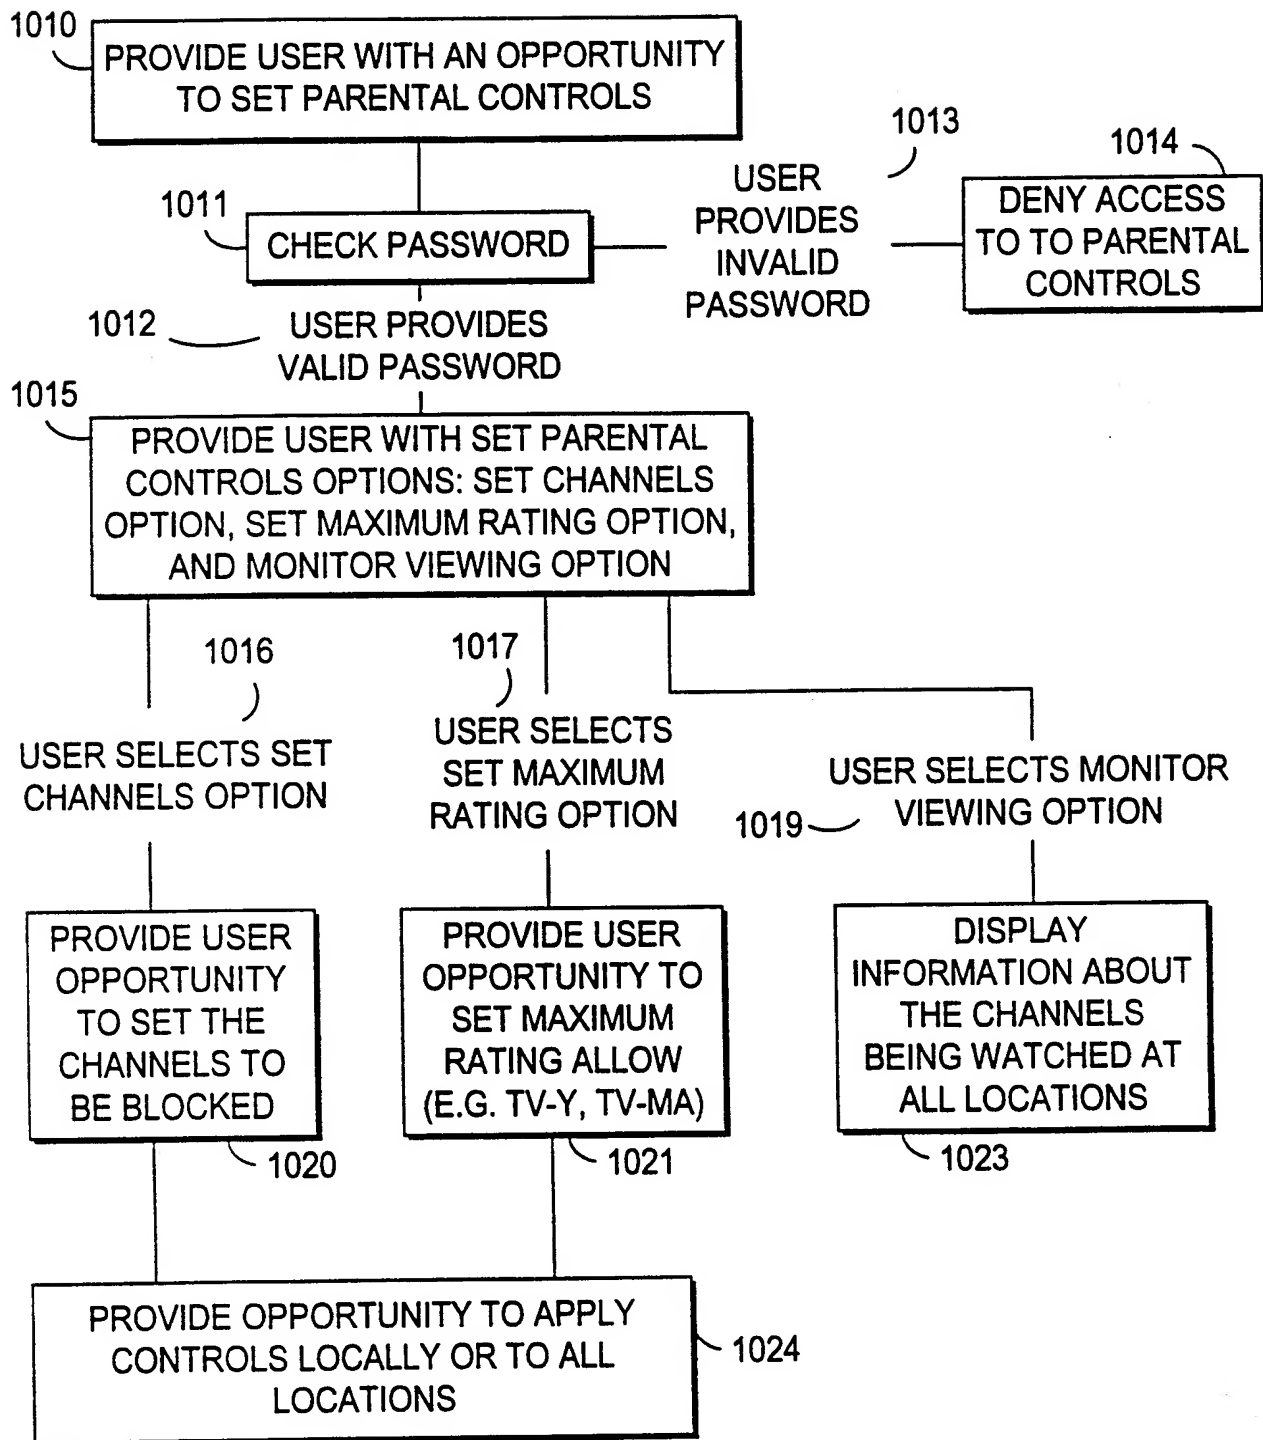 1010
PROVIDE USER WITH AN OPPORTUNITY
TO SET PARENTAL CONTROLS
1011
CHECK PASSWORD
1013
USER
PROVIDES
INVALID
PASSWORD
1014
DENY ACCESS
TO TO PARENTAL
CONTROLS
1012
USER PROVIDES
VALID PASSWORD
1015
PROVIDE USER WITH SET PARENTAL
CONTROLS OPTIONS: SET CHANNELS
OPTION, SET MAXIMUM RATING OPTION,
AND MONITOR VIEWING OPTION
1016
USER SELECTS SET
CHANNELS OPTION
1017
USER SELECTS
SET MAXIMUM
RATING OPTION
USER SELECTS MONITOR
VIEWING OPTION
1019
PROVIDE USER
OPPORTUNITY
TO SET THE
CHANNELS TO
BE BLOCKED
1020
PROVIDE USER
OPPORTUNITY TO
SET MAXIMUM
RATING ALLOW
(E.G. TV-Y, TV-MA)
1021
DISPLAY
INFORMATION ABOUT
THE CHANNELS
BEING WATCHED AT
ALL LOCATIONS
1023
PROVIDE OPPORTUNITY TO APPLY
CONTROLS LOCALLY OR TO ALL
LOCATIONS
1024